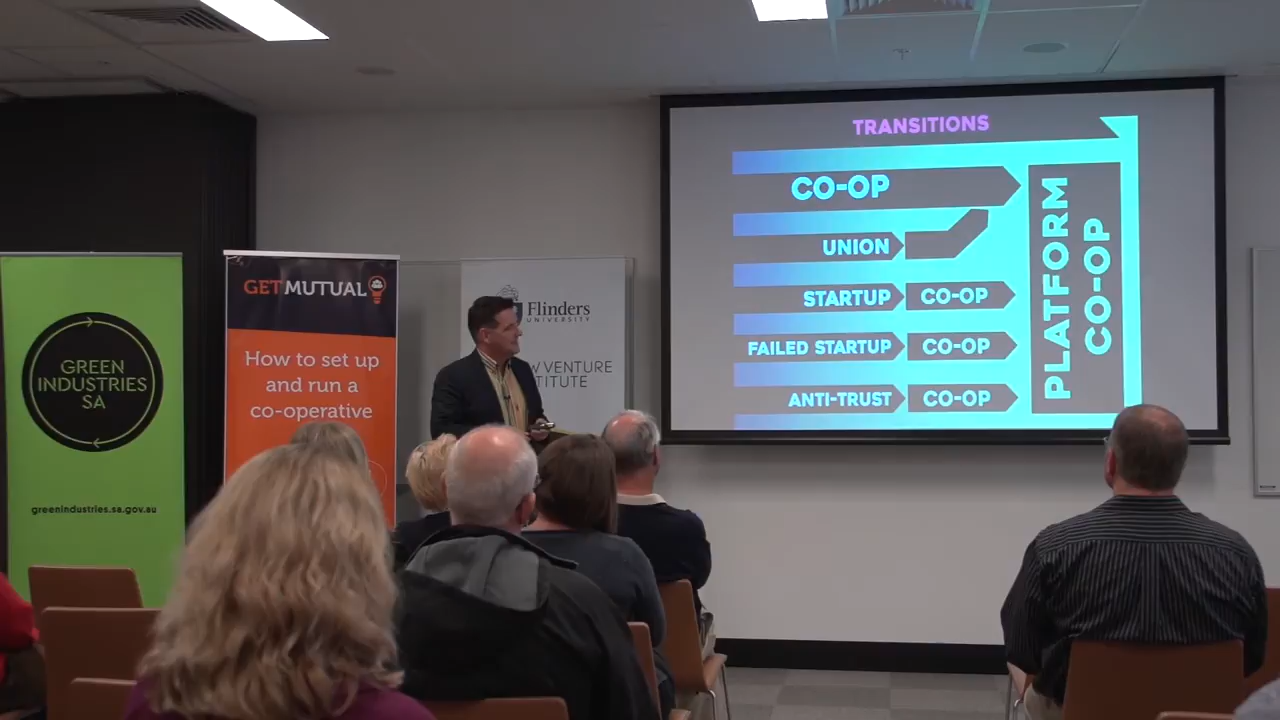 GREEN
INDUSTRIES
SA
greenindustries.sa.gov.au
GETMUTUAL
How to set up
and run a
co-operative
Flinders
UNIVERSITY
VENTURE
TRANSITIONS
CO-OP
UNION
STARTUP CO-OP
FAILED STARTUP CO-OP
ANTI-TRUST CO-OP
PLATFORM
CO-OP